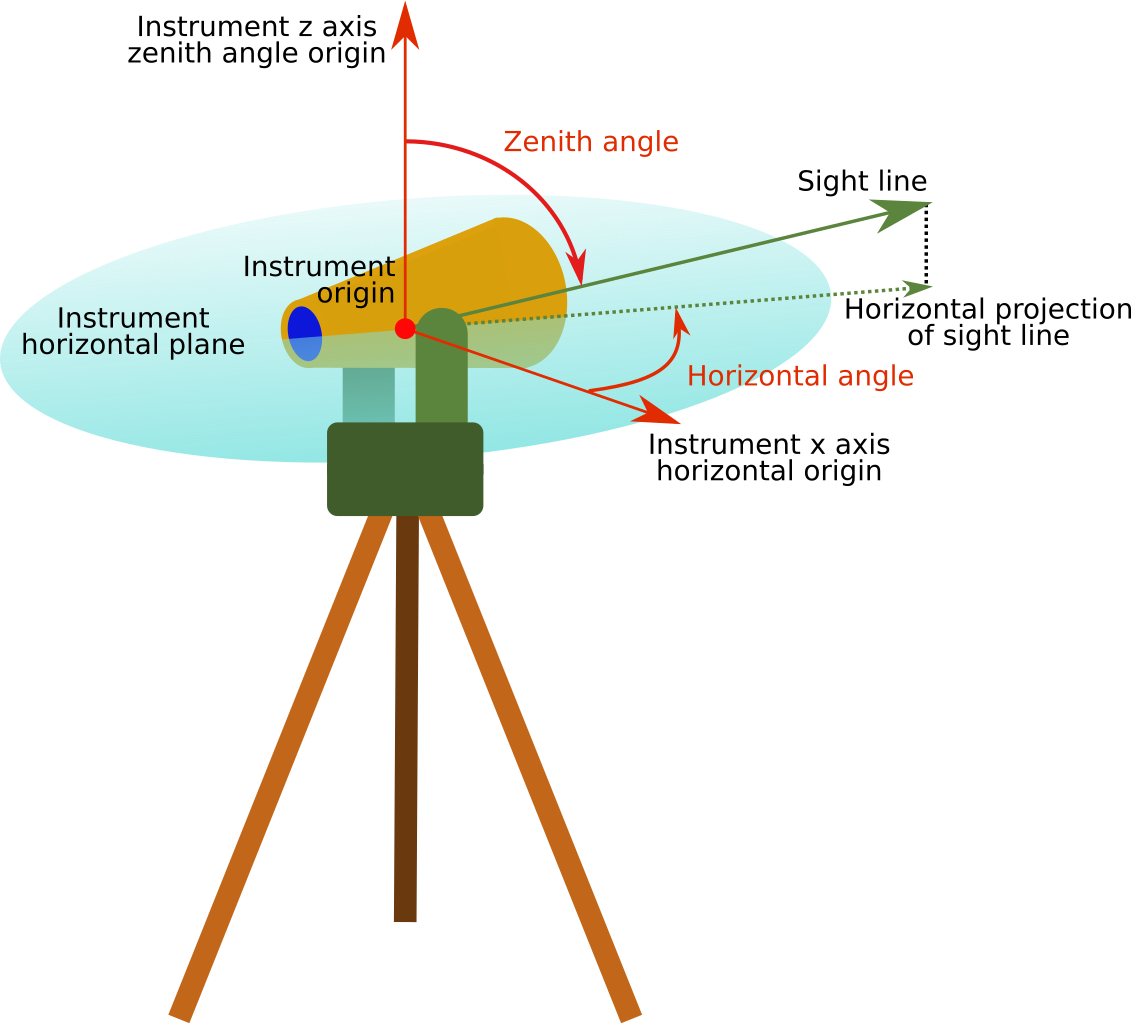 Instrument z axis
zenith angle origin
Zenith angle
Sight line
Instrument
origin
Instrument
horizontal plane
Horizontal projection
of sight line
Horizontal angle
Instrument x axis
horizontal origin